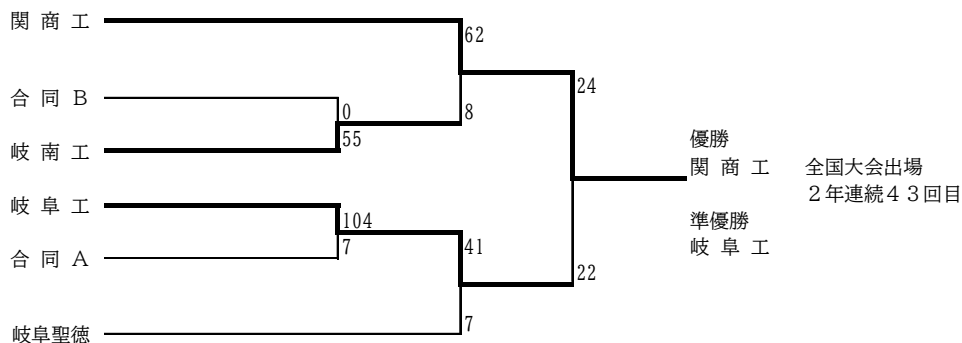 関 商 工
62
24
合 同 B
0
8
55
優勝
岐 南 工
関 商 工 全国大会出場
2年連続43回目
岐 阜 工
104
準優勝
7
41
岐 阜 工
合 同 A
22
7
岐阜聖徳